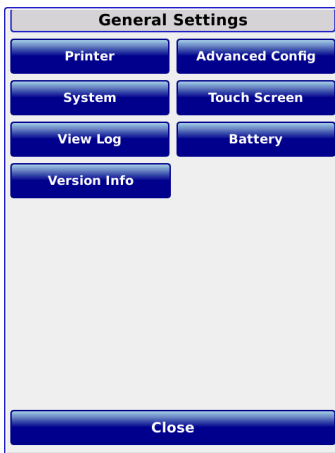 General Settings
Printer
Advanced Config
System
Touch Screen
View Log
Battery
Version Info
Close